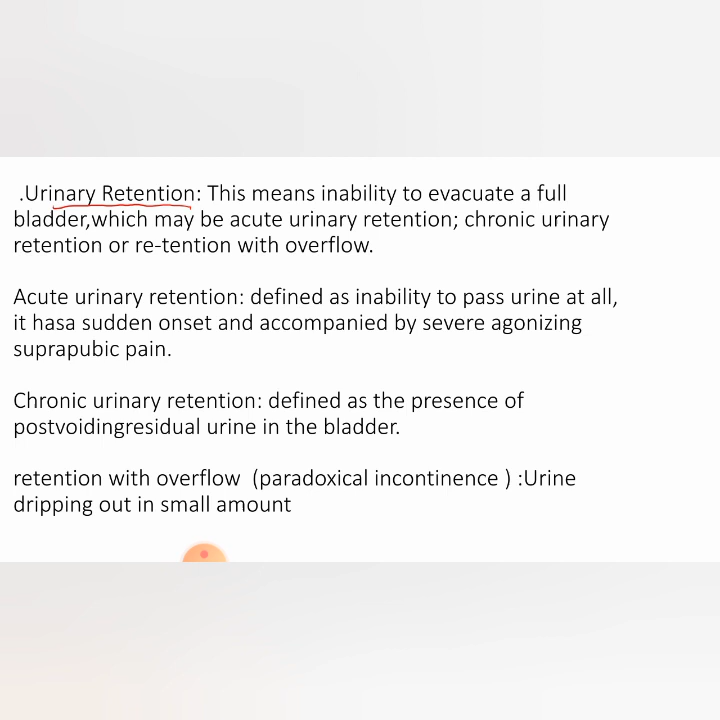 .Urinary Retention: This means inability to evacuate a full
bladder,which may be acute urinary retention; chronic urinary
retention or re-tention with overflow.
Acute urinary retention: defined as inability to pass urine at all,
it hasa sudden onset and accompanied by severe agonizing
suprapubic pain.
Chronic urinary retention: defined as the presence of
postvoidingresidual urine in the bladder.
retention with overflow  (paradoxical incontinence ) :Urine
dripping out in small amount